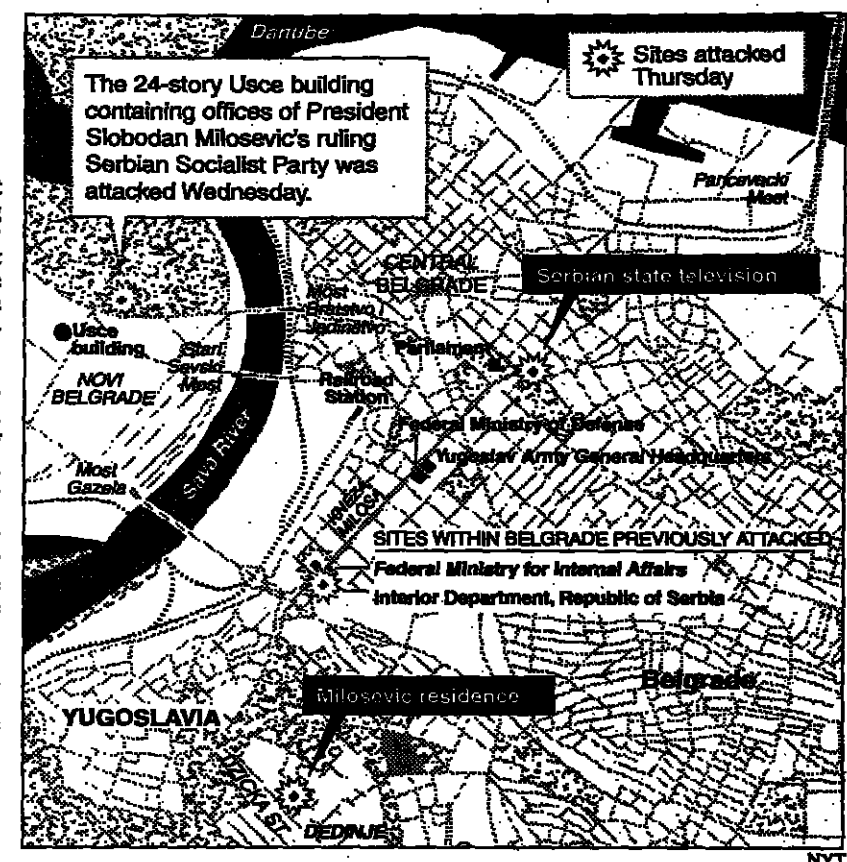 Danube
Sites attacked
Thursday
The 24-story Usce building
containing offices of President
Slobodan Milosevic's ruling
Serbian Socialist Party was
attacked Wednesday.
Pancevacki
Most
CENTRAL
BELGRADE
Serbian state television
Most
Bratstvo i
Jedinstvo
Usce
building
Stari
Savski
Most
NOVI
BELGRADE
Parliament
Railroad
Station
Federal Ministry of Defense
Yugoslav Army General Headquarters
Most
Gazela
Sava River
KNEZA
MILOSA
SITES WITHIN BELGRADE PREVIOUSLY ATTACKED
Federal Ministry for Internal Affairs
Interior Department, Republic of Serbia
Milosevic residence
Belgrade
YUGOSLAVIA
UZICKA ST.
DEDINJE
NYT